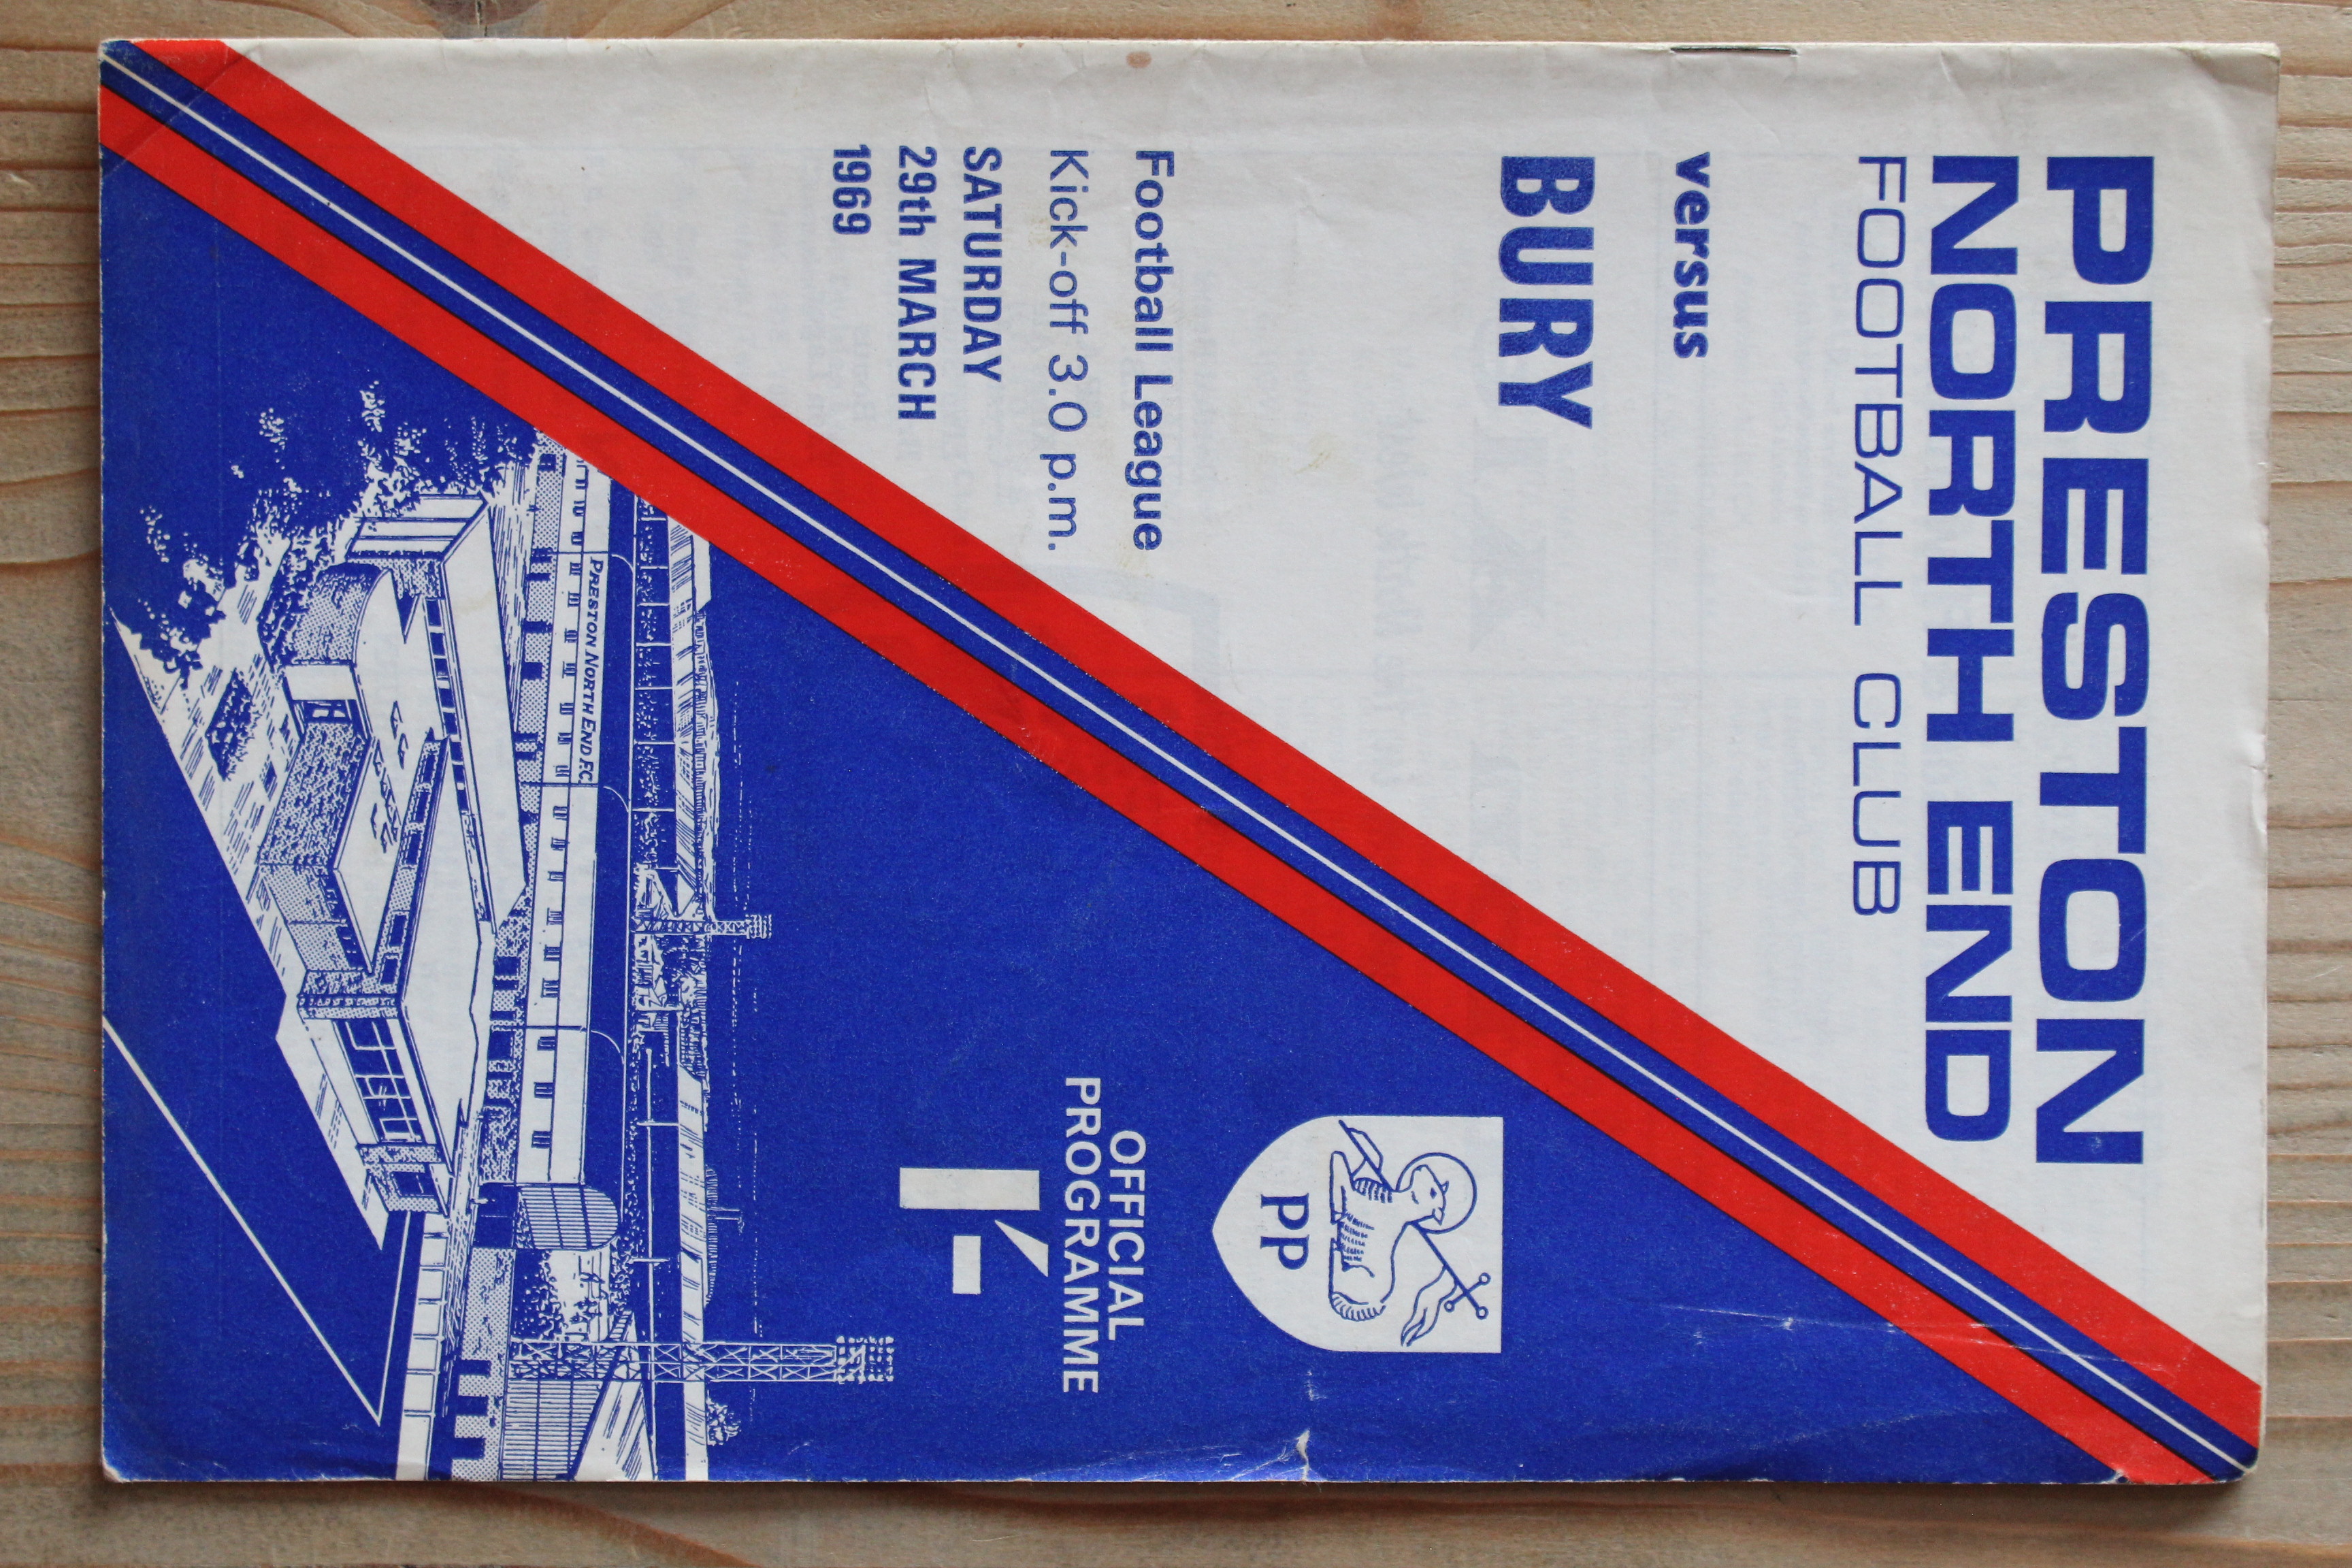 PRESTON
NORTH END
FOOTBALL CLUB
versus
BURY
Football League
Kick-off 3.0 p.m.
SATURDAY
29th MARCH
1969
PP
OFFICIAL
PROGRAMME
1'-
PRESTON NORTH END F.C.